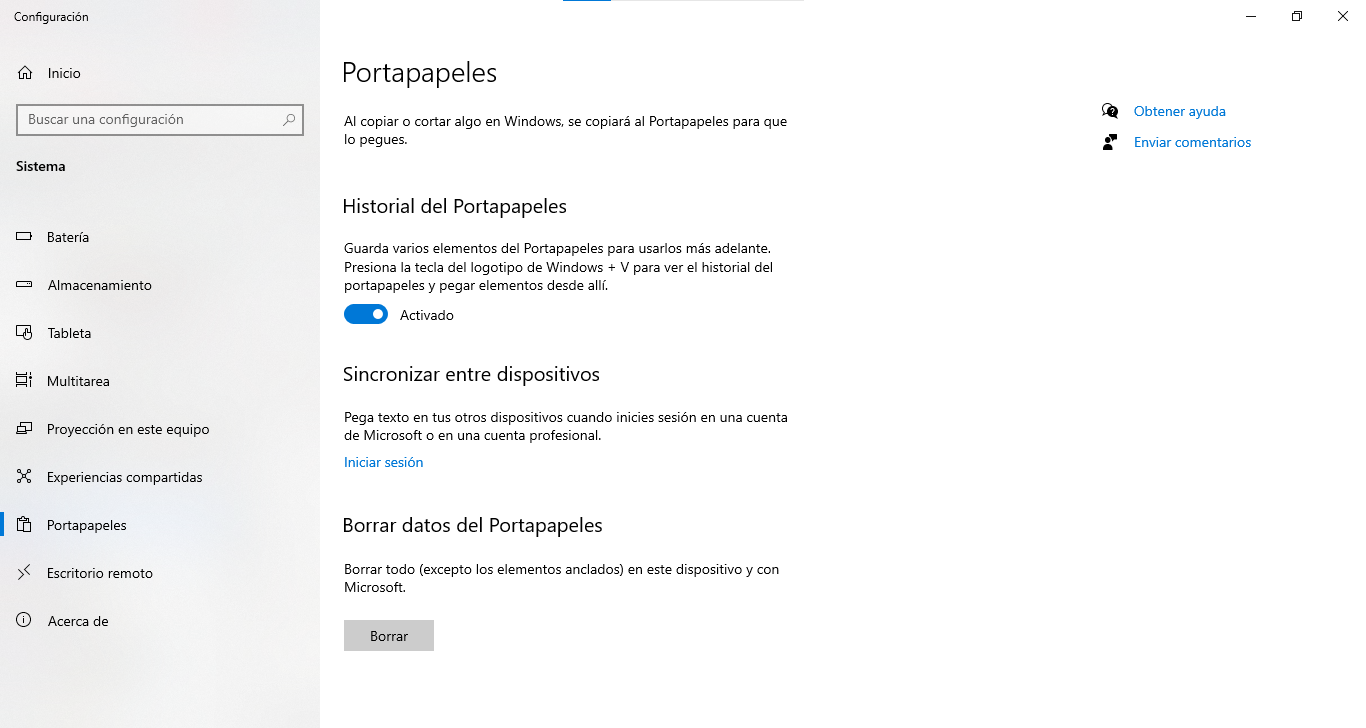 Configuración
Inicio
Buscar una configuración
Sistema
Batería
Almacenamiento
Tableta
Multitarea
Proyección en este equipo
Experiencias compartidas
Portapapeles
Escritorio remoto
Acerca de
Portapapeles
Al copiar o cortar algo en Windows, se copiará al Portapapeles para que
lo pegues.
Historial del Portapapeles
Guarda varios elementos del Portapapeles para usarlos más adelante.
Presiona la tecla del logotipo de Windows + V para ver el historial del
portapapeles y pegar elementos desde allí.
Activado
Sincronizar entre dispositivos
Pega texto en tus otros dispositivos cuando inicies sesión en una cuenta
de Microsoft o en una cuenta profesional.
Iniciar sesión
Borrar datos del Portapapeles
Borrar todo (excepto los elementos anclados) en este dispositivo y con
Microsoft.
Borrar
Obtener ayuda
Enviar comentarios